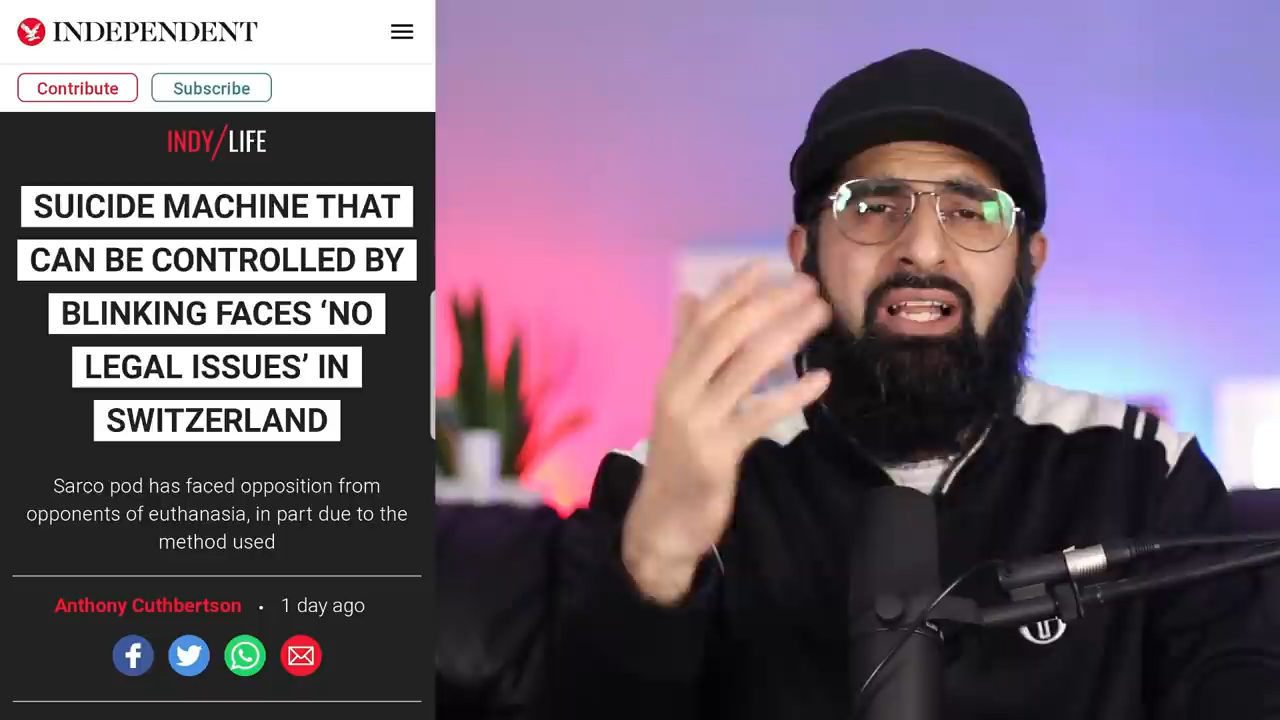 INDEPENDENT
Contribute
Subscribe
INDY/LIFE
SUICIDE MACHINE THAT
CAN BE CONTROLLED BY
BLINKING FACES ‘NO
LEGAL ISSUES’ IN
SWITZERLAND
Sarco pod has faced opposition from
opponents of euthanasia, in part due to the
method used
Anthony Cuthbertson • 1 day ago